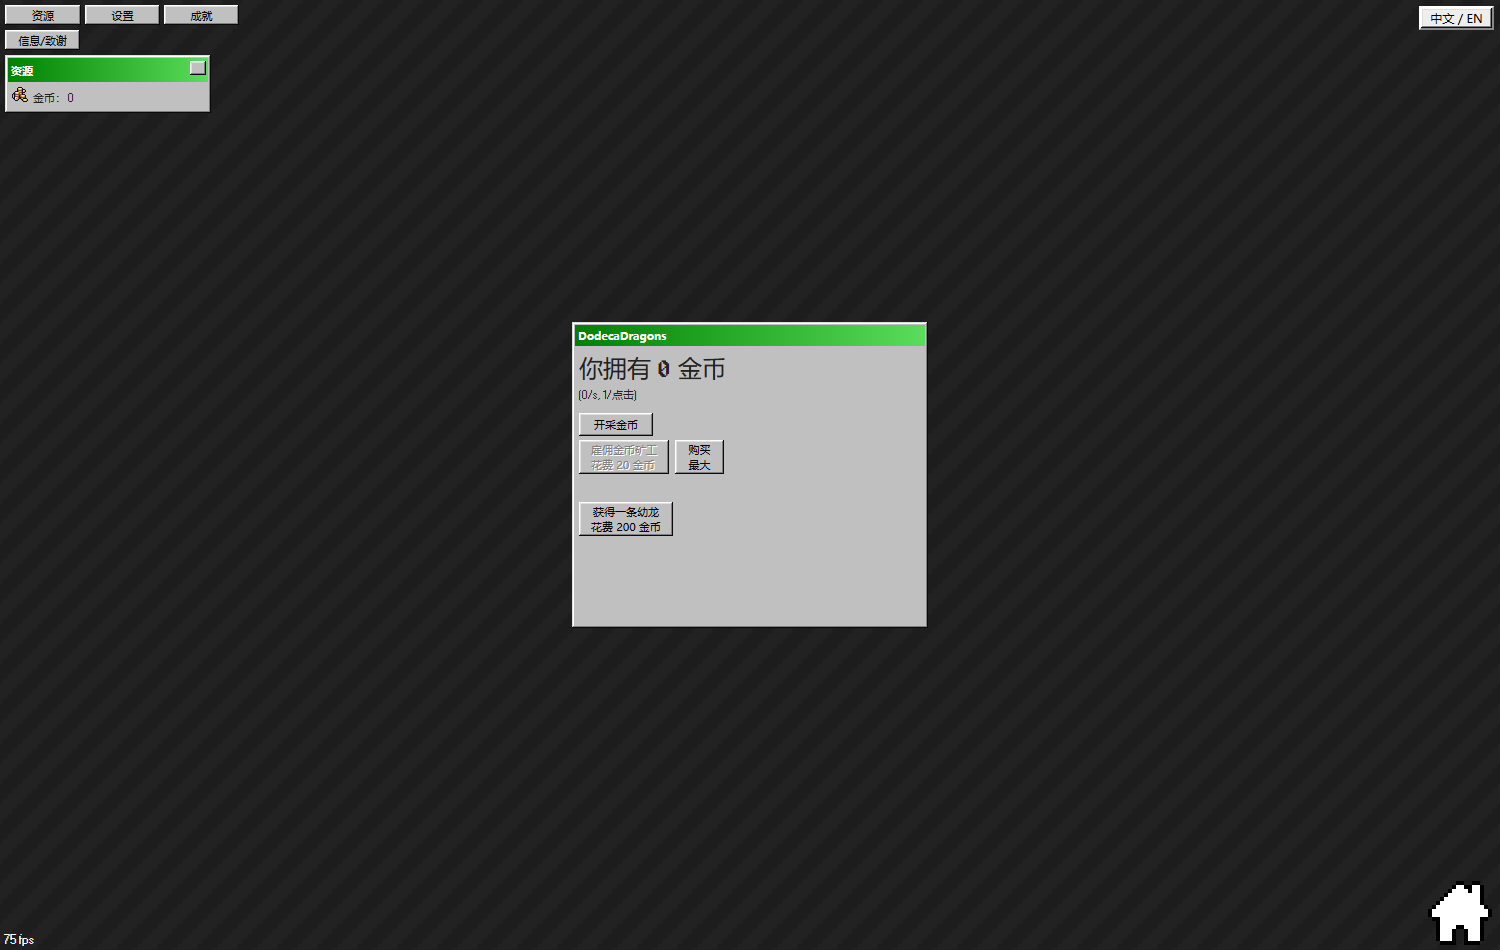 资源
设置
成就
中文 / EN
信息/致谢
资源
金币：0
DodecaDragons
你拥有 0 金币
(0/s, 1/点击)
开采金币
雇佣金币矿工
花费 20 金币
购买
最大
获得一条幼龙
花费 200 金币
75 fps